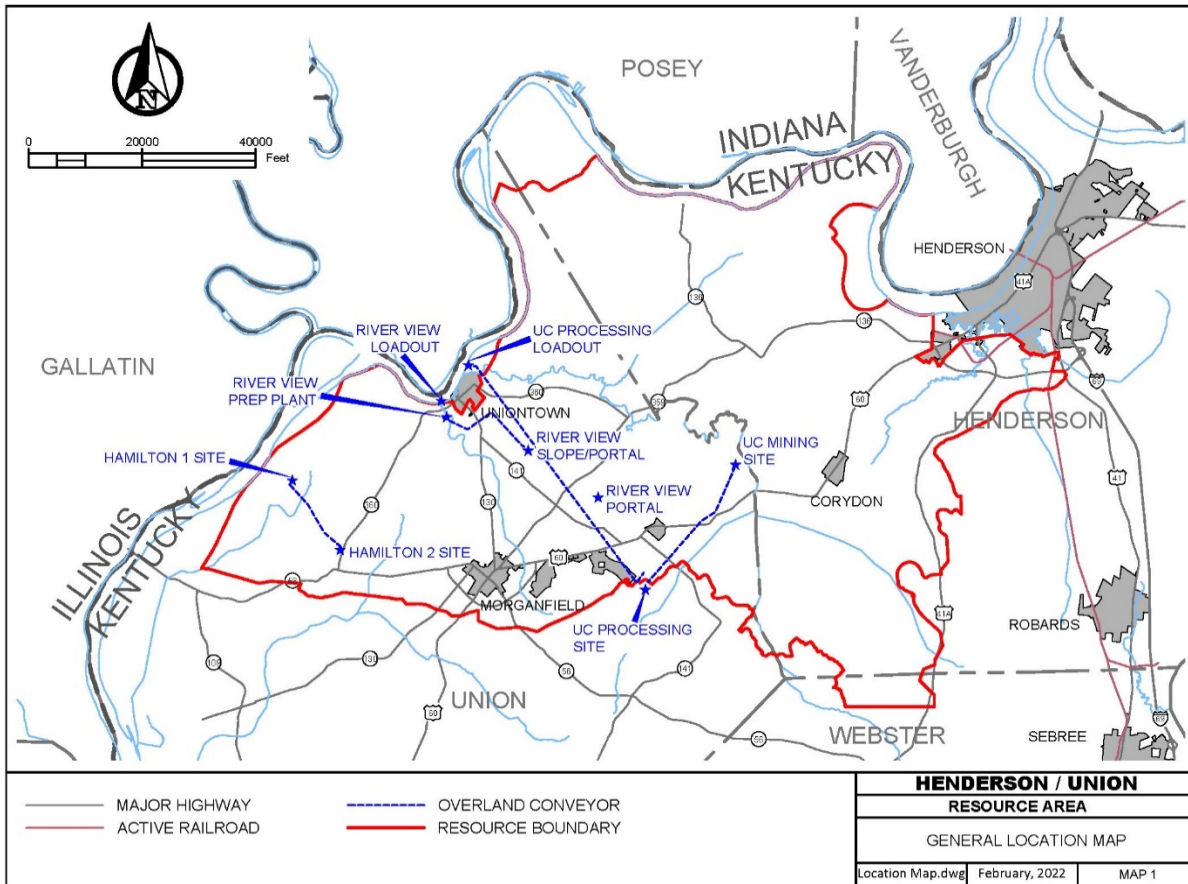 N
0 20000 40000
Feet
POSEY
VANDERBURGH
INDIANA
KENTUCKY
HENDERSON
41A
136
136
RIVER VIEW
LOADOUT
UC PROCESSING
LOADOUT
GALLATIN
RIVER VIEW
PREP PLANT
UNIONTOWN
360
359
60
69
HENDERSON
HAMILTON 1 SITE
141
RIVER VIEW
SLOPE/PORTAL
UC MINING
SITE
41
RIVER VIEW
PORTAL
CORYDON
130
360
ILLINOIS
KENTUCKY
HAMILTON 2 SITE
60
56
MORGANFIELD
41A
ROBARDS
UC PROCESSING
SITE
109
130
56
141
UNION
60
WEBSTER
56
SEBREE
69
MAJOR HIGHWAY
ACTIVE RAILROAD
OVERLAND CONVEYOR
RESOURCE BOUNDARY
HENDERSON / UNION
RESOURCE AREA
GENERAL LOCATION MAP
Location Map.dwg February, 2022 MAP 1